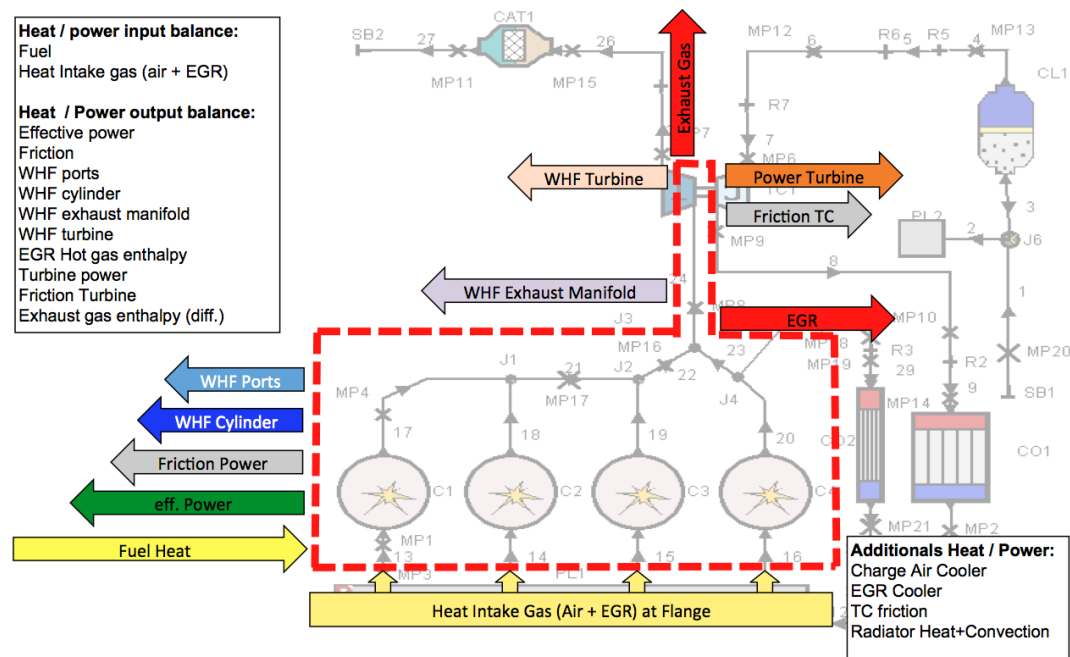 Heat / power input balance:
Fuel
Heat Intake gas (air + EGR)
Heat  / Power output balance:
Effective power
Friction
WHF ports
WHF cylinder
WHF exhaust manifold
WHF turbine
EGR Hot gas enthalpy
Turbine power
Friction Turbine
Exhaust gas enthalpy (diff.)
CAT1
SB2
27
26
MP11
MP15
Exhaust Gas
MP12
6
R6
5
R5
4
MP13
CL1
R7
7
MP6
WHF Turbine
Power Turbine
TC1
Friction TC
MP9
PL2
2
3
J6
8
1
24
WHF Exhaust Manifold
MP8
J3
EGR
MP10
MP18
MP16
MP19
R3
R2
MP20
23
29
9
SB1
WHF Ports
J1
21
J2
22
MP4
MP17
J4
MP14
WHF Cylinder
17
18
19
20
CO2
CO1
Friction Power
C1
C2
C3
eff. Power
MP21
MP2
Fuel Heat
MP1
13
14
15
16
MP3
PL1
Heat Intake Gas (Air + EGR) at Flange
Additionals Heat / Power:
Charge Air Cooler
EGR Cooler
TC friction
Radiator Heat+Convection